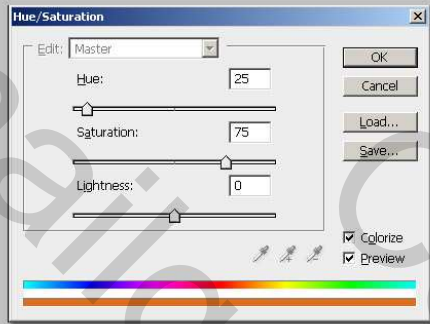 Hue/Saturation
Edit: Master
Hue: 25
Saturation: 75
Lightness: 0
OK
Cancel
Load...
Save...
Colorize
Preview